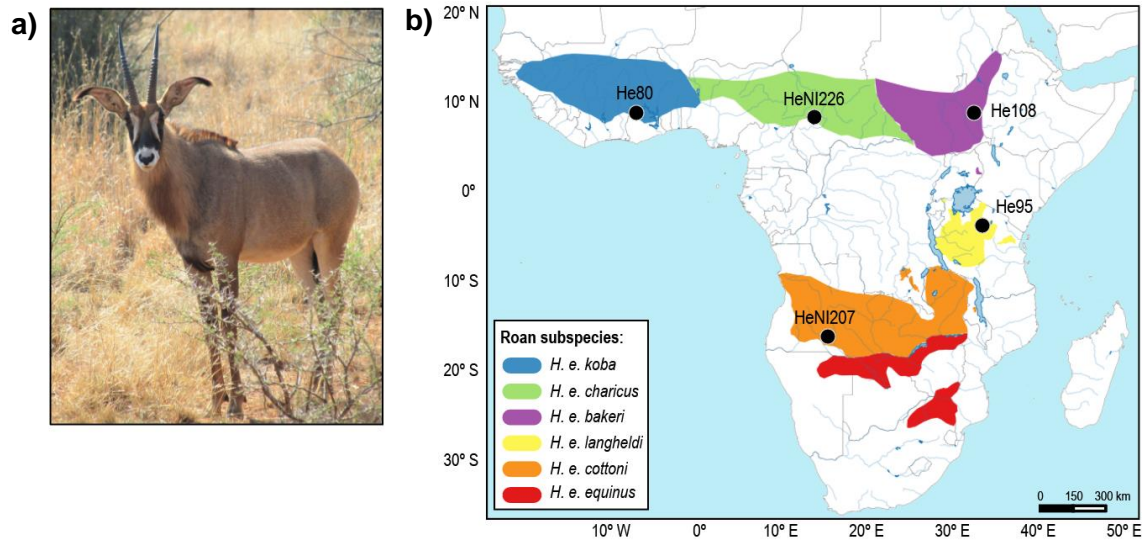 a)
b)
20° N
10° N
0°
10° S
20° S
30° S
He80
HeNI226
He108
He95
HeNI207
Roan subspecies:
H. e. koba
H. e. charicus
H. e. bakeri
H. e. langheldi
H. e. cottoni
H. e. equinus
0 150 300 km
10° W 0° 10° E 20° E 30° E 40° E 50° E